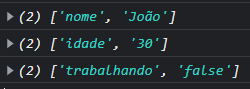 (2) ['nome', 'João']
(2) ['idade', '30']
(2) ['trabalhando', 'false']